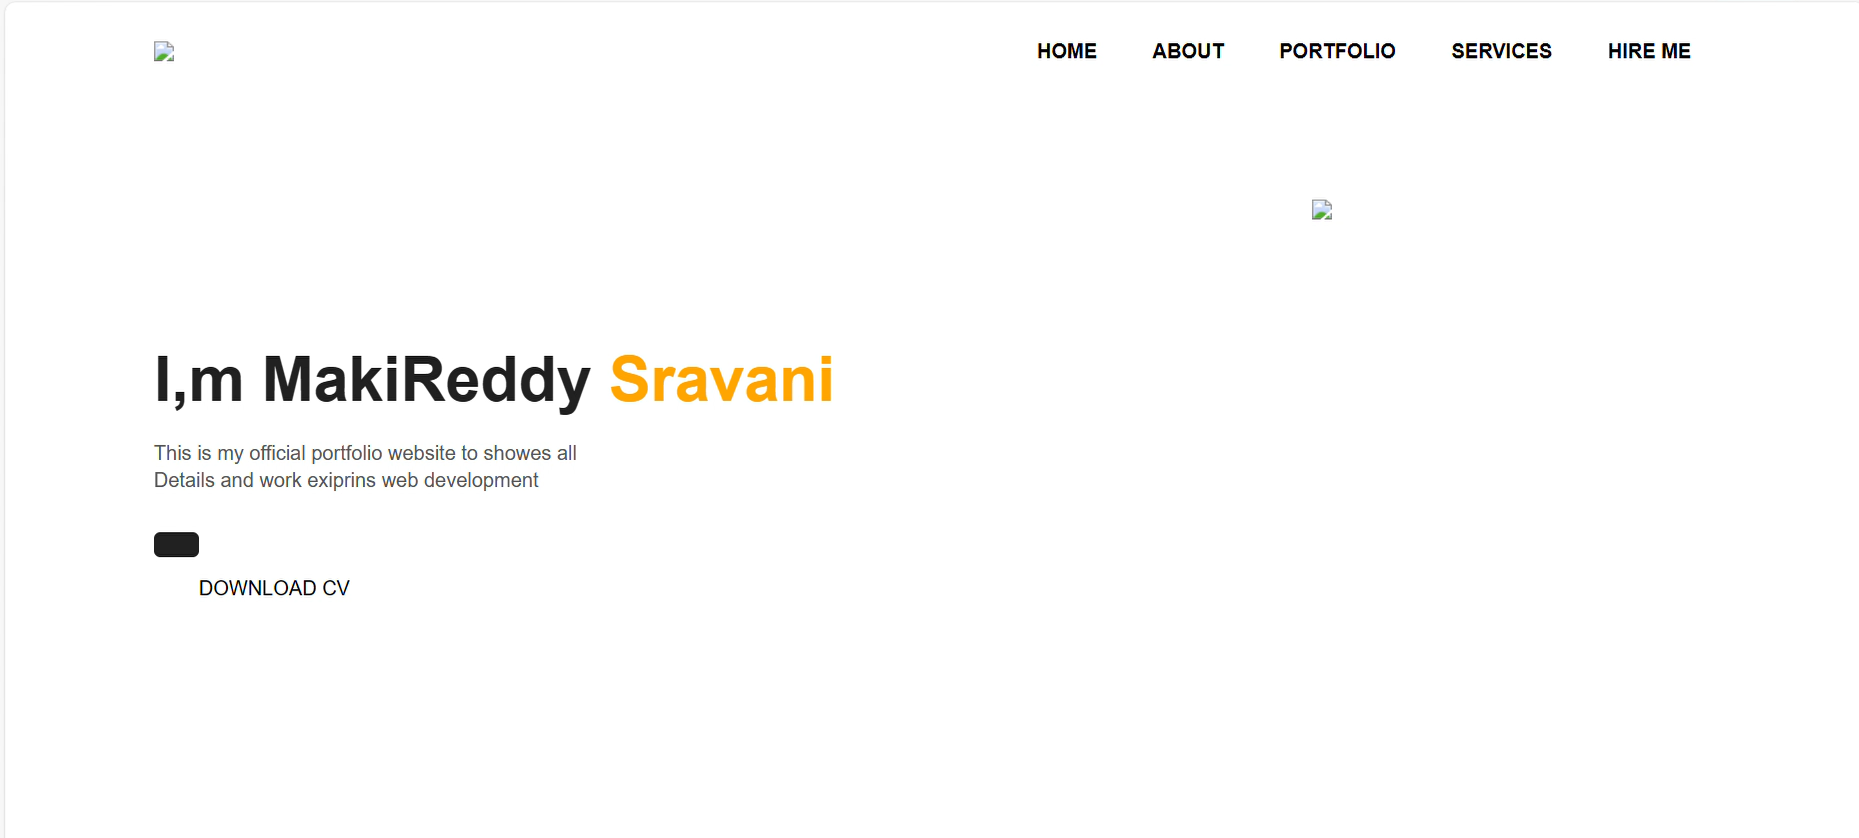 HOME ABOUT PORTFOLIO SERVICES HIRE ME
I,m MakiReddy Sravani
This is my official portfolio website to showes all
Details and work exiprins web development
DOWNLOAD CV